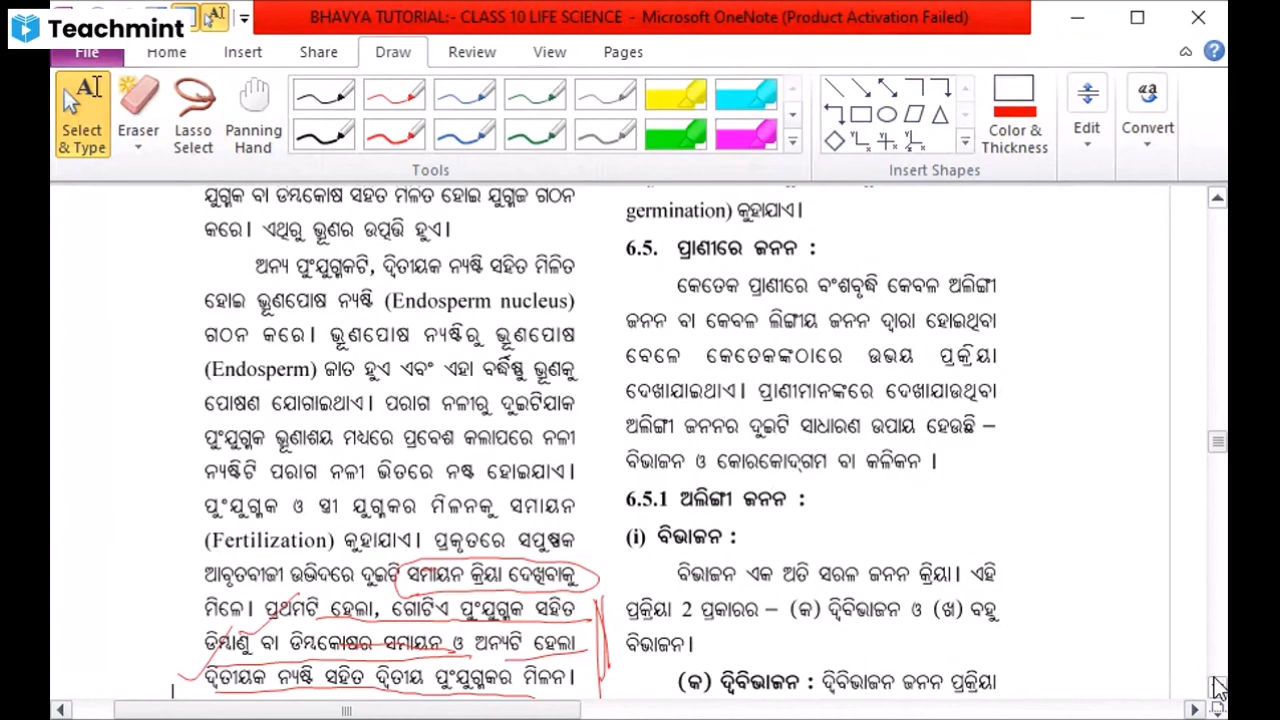 BHAVYA TUTORIAL:- CLASS 10 LIFE SCIENCE - Microsoft OneNote (Product Activation Failed)
Teachmint
File Home Insert Share Draw Review View Pages
Select & Type
Eraser
Lasso Select
Panning Hand
Color & Thickness
Edit
Convert
Tools
Insert Shapes
ଯୁଗ୍ମକ ବା ଡିମ୍ବକୋଷ ସହିତ ମିଳିତ ହୋଇ ଯୁଗ୍ମଜ ଗଠନ
କରେ। ଏଥିରୁ ଭ୍ରୂଣର ଉତ୍ପତ୍ତି ହୁଏ।
ଅନ୍ୟ ପୁଂଯୁଗ୍ମକଟି, ଦ୍ୱିତୀୟକ ନ୍ୟଷ୍ଟି ସହିତ ମିଳିତ
ହୋଇ ଭ୍ରୂଣପୋଷ ନ୍ୟଷ୍ଟି (Endosperm nucleus)
ଗଠନ କରେ। ଭ୍ରୂଣପୋଷ ନ୍ୟଷ୍ଟିରୁ ଭ୍ରୂଣପୋଷ
(Endosperm) ଜାତ ହୁଏ ଏବଂ ଏହା ବର୍ଦ୍ଧିଷ୍ଣୁ ଭ୍ରୂଣକୁ
ପୋଷଣ ଯୋଗାଇଥାଏ। ପରାଗ ନଳୀରୁ ଦୁଇଟିଯାକ
ପୁଂଯୁଗ୍ମକ ଭ୍ରୂଣାଶୟ ମଧ୍ୟରେ ପ୍ରବେଶ କଲାପରେ ନଳୀ
ନ୍ୟଷ୍ଟିଟି ପରାଗ ନଳୀ ଭିତରେ ନଷ୍ଟ ହୋଇଯାଏ।
ପୁଂଯୁଗ୍ମକ ଓ ସ୍ତ୍ରୀ ଯୁଗ୍ମକର ମିଳନକୁ ସମାୟନ
(Fertilization) କୁହାଯାଏ। ପ୍ରକୃତରେ ସପୁଷ୍ପକ
ଆବୃତବୀଜୀ ଉଦ୍ଭିଦରେ ଦୁଇଟି ସମାୟନ କ୍ରିୟା ଦେଖିବାକୁ
ମିଳେ। ପ୍ରଥମଟି ହେଲା, ଗୋଟିଏ ପୁଂଯୁଗ୍ମକ ସହିତ
ଡିମ୍ବାଣୁ ବା ଡିମ୍ବକୋଷର ସମାୟନ ଓ ଅନ୍ୟଟି ହେଲା
ଦ୍ୱିତୀୟକ ନ୍ୟଷ୍ଟି ସହିତ ଦ୍ୱିତୀୟ ପୁଂଯୁଗ୍ମକର ମିଳନ।
germination) କୁହାଯାଏ।
6.5. ପ୍ରାଣୀରେ ଜନନ :
କେତେକ ପ୍ରାଣୀରେ ବଂଶବୃଦ୍ଧି କେବଳ ଅଲିଙ୍ଗୀ
ଜନନ ବା କେବଳ ଲିଙ୍ଗୀୟ ଜନନ ଦ୍ୱାରା ହୋଇଥିବା
ବେଳେ କେତେକଙ୍କଠାରେ ଉଭୟ ପ୍ରକ୍ରିୟା
ଦେଖାଯାଇଥାଏ। ପ୍ରାଣୀମାନଙ୍କରେ ଦେଖାଯାଉଥିବା
ଅଲିଙ୍ଗୀ ଜନନର ଦୁଇଟି ସାଧାରଣ ଉପାୟ ହେଉଛି –
ବିଭାଜନ ଓ କୋରକୋଦ୍‌ଗମ ବା କଳିକନ ।
6.5.1 ଅଲିଙ୍ଗୀ ଜନନ :
(i) ବିଭାଜନ :
ବିଭାଜନ ଏକ ଅତି ସରଳ ଜନନ କ୍ରିୟା। ଏହି
ପ୍ରକ୍ରିୟା 2 ପ୍ରକାରର – (କ) ଦ୍ୱିବିଭାଜନ ଓ (ଖ) ବହୁ
ବିଭାଜନ।
(କ) ଦ୍ୱିବିଭାଜନ : ଦ୍ୱିବିଭାଜନ ଜନନ ପ୍ରକ୍ରିୟା